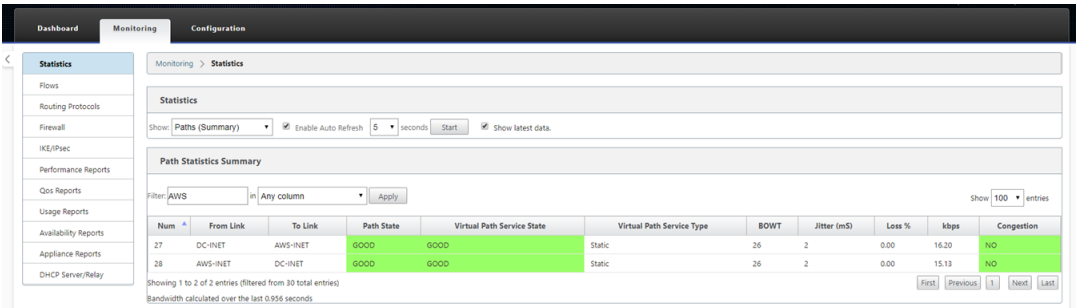 Dashboard Monitoring Configuration
Statistics
Flows
Routing Protocols
Firewall
IKE/IPsec
Performance Reports
Qos Reports
Usage Reports
Availability Reports
Appliance Reports
DHCP Server/Relay
Monitoring > Statistics
Statistics
Show: Paths (Summary) Enable Auto Refresh 5 seconds Start Show latest data.
Path Statistics Summary
Filter: AWS in Any column Apply Show 100 entries
Num From Link To Link Path State Virtual Path Service State Virtual Path Service Type BOWT Jitter (mS) Loss % kbps Congestion
27 DC-INET AWS-INET GOOD GOOD Static 26 2 0.00 16.20 NO
28 AWS-INET DC-INET GOOD GOOD Static 26 2 0.00 15.13 NO
Showing 1 to 2 of 2 entries (filtered from 30 total entries) First Previous 1 Next Last
Bandwidth calculated over the last 0.956 seconds